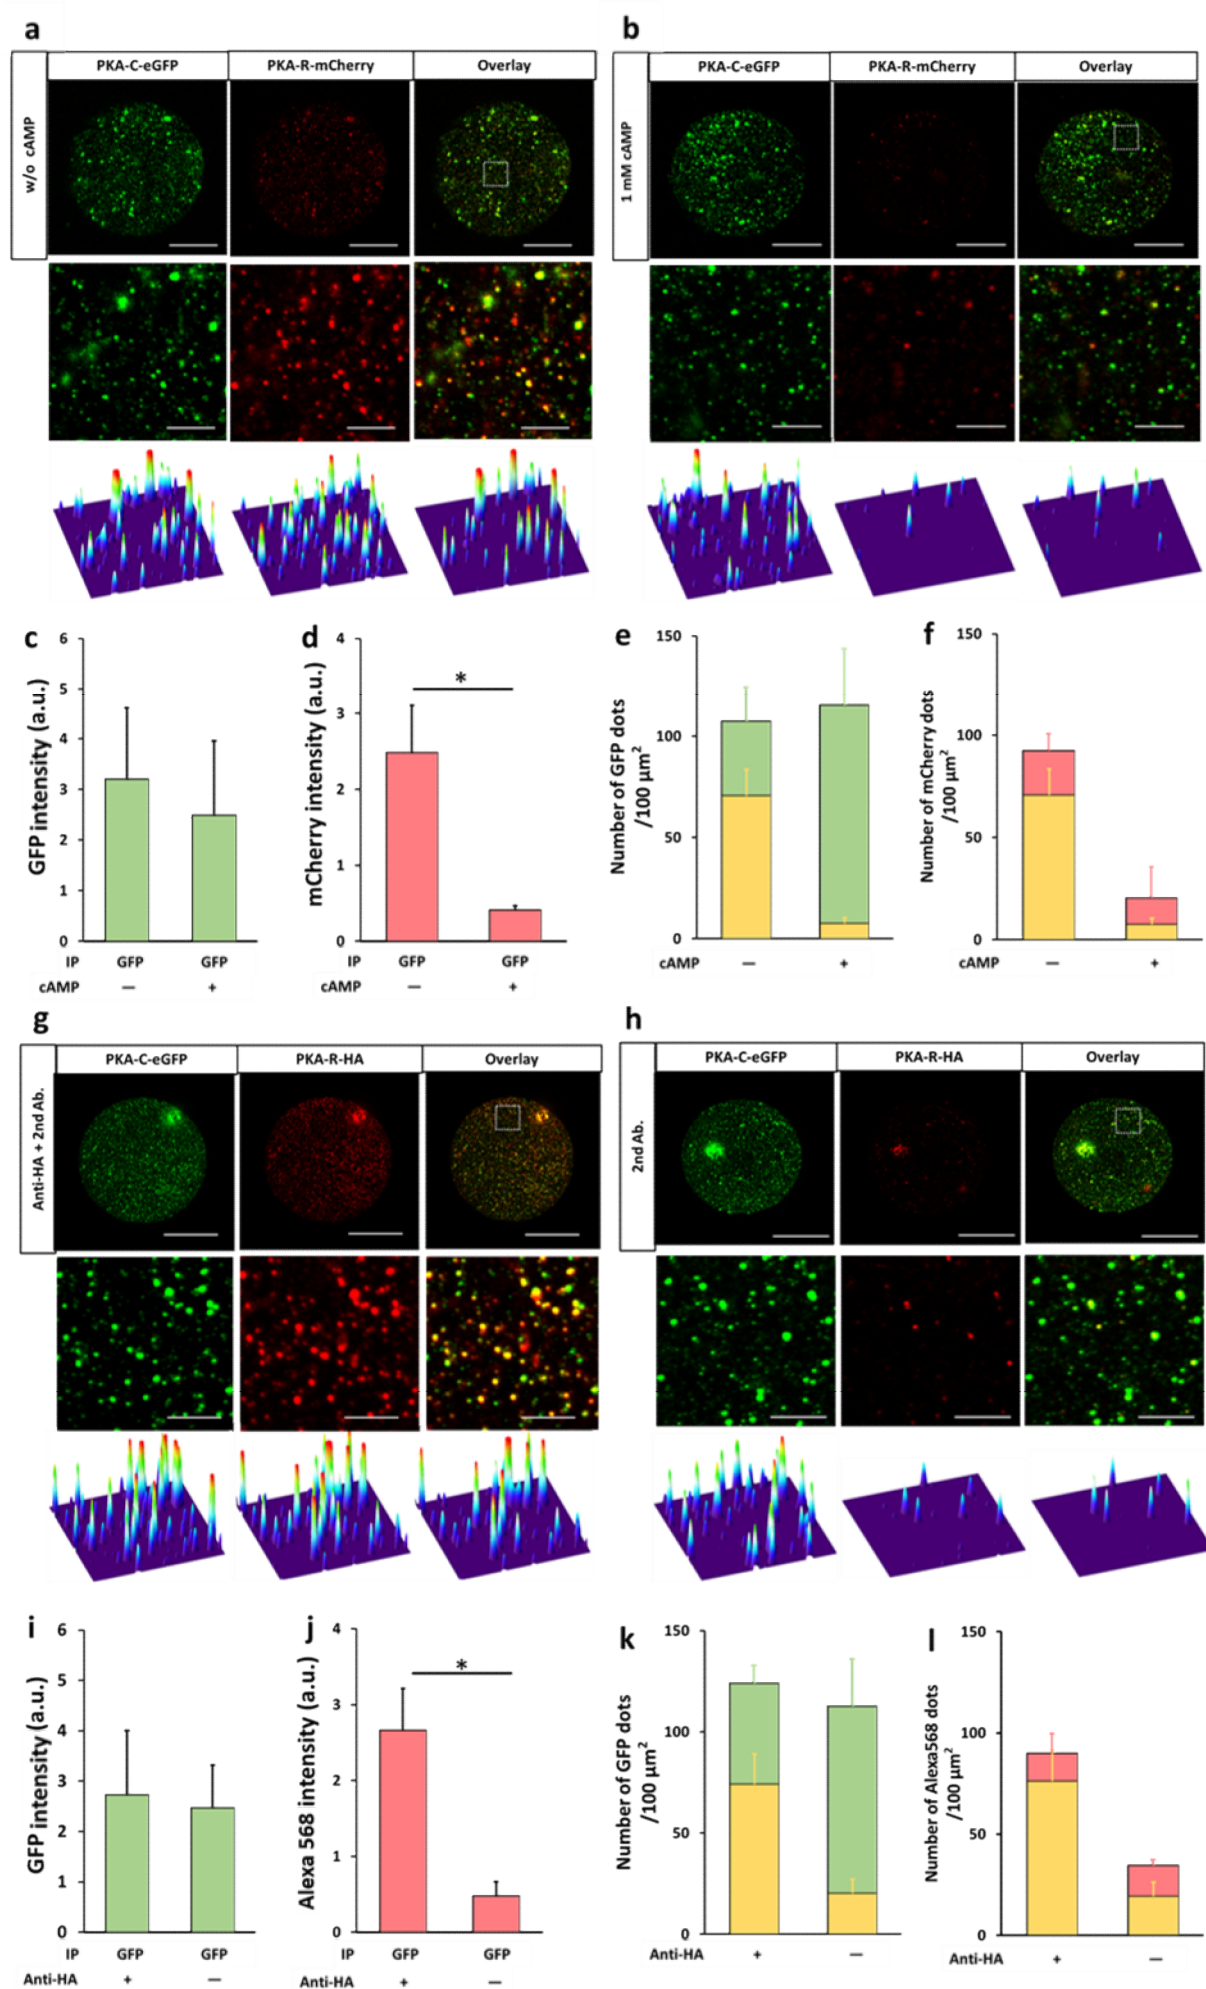 a
b
PKA-C-eGFP PKA-R-mCherry Overlay
PKA-C-eGFP PKA-R-mCherry Overlay
w/o cAMP
1 mM cAMP
c
d
e
f
6
5
4
3
2
1
0
GFP intensity (a.u.)
IP GFP GFP
cAMP — +
4
3
2
1
0
mCherry intensity (a.u.)
*
IP GFP GFP
cAMP — +
150
100
50
0
Number of GFP dots
/100 µm²
cAMP — +
150
100
50
0
Number of mCherry dots
/100 µm²
cAMP — +
g
h
PKA-C-eGFP PKA-R-HA Overlay
PKA-C-eGFP PKA-R-HA Overlay
Anti-HA + 2nd Ab.
2nd Ab.
i
j
k
l
6
5
4
3
2
1
0
GFP intensity (a.u.)
IP GFP GFP
Anti-HA + —
4
3
2
1
0
Alexa 568 intensity (a.u.)
*
IP GFP GFP
Anti-HA + —
150
100
50
0
Number of GFP dots
/100 µm²
Anti-HA + —
150
100
50
0
Number of Alexa568 dots
/100 µm²
Anti-HA + —